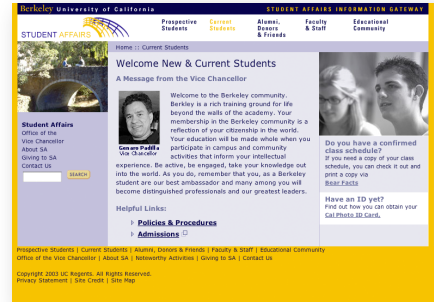 Berkeley University of California
STUDENT AFFAIRS INFORMATION GATEWAY
STUDENT AFFAIRS
Prospective
Students
Current
Students
Alumni,
Donors
& Friends
Faculty
& Staff
Educational
Community
Home :: Current Students
Welcome New & Current Students
A Message from the Vice Chancellor
Welcome to the Berkeley community.
Berkley is a rich training ground for life
beyond the walls of the academy. Your
membership in the Berkeley community is a
reflection of your citizenship in the world.
Your education will be made whole when you
participate in campus and community
activities that inform your intellectual
experience. Be active, be engaged, take your knowledge out
into the world. As you do, remember that you, as a Berkeley
student are our best ambassador and many among you will
become distinguished professionals and our greatest leaders.
Genaro Padilla
Vice Chancellor
Helpful Links:
Policies & Procedures
Admissions
Student Affairs
Office of the
Vice Chancellor
About SA
Giving to SA
Contact Us
SEARCH
Do you have a confirmed
class schedule?
If you need a copy of your class
schedule, you can check it out and
print a copy via
Bear Facts
Have an ID yet?
Find out how you can obtain your
Cal Photo ID Card.
Prospective Students | Current Students | Alumni, Donors & Friends | Faculty & Staff | Educational Community
Office of the Vice Chancellor | About SA | Noteworthy Activities | Giving to SA | Contact Us
Copyright 2003 UC Regents. All Rights Reserved.
Privacy Statement | Site Credit | Site Map